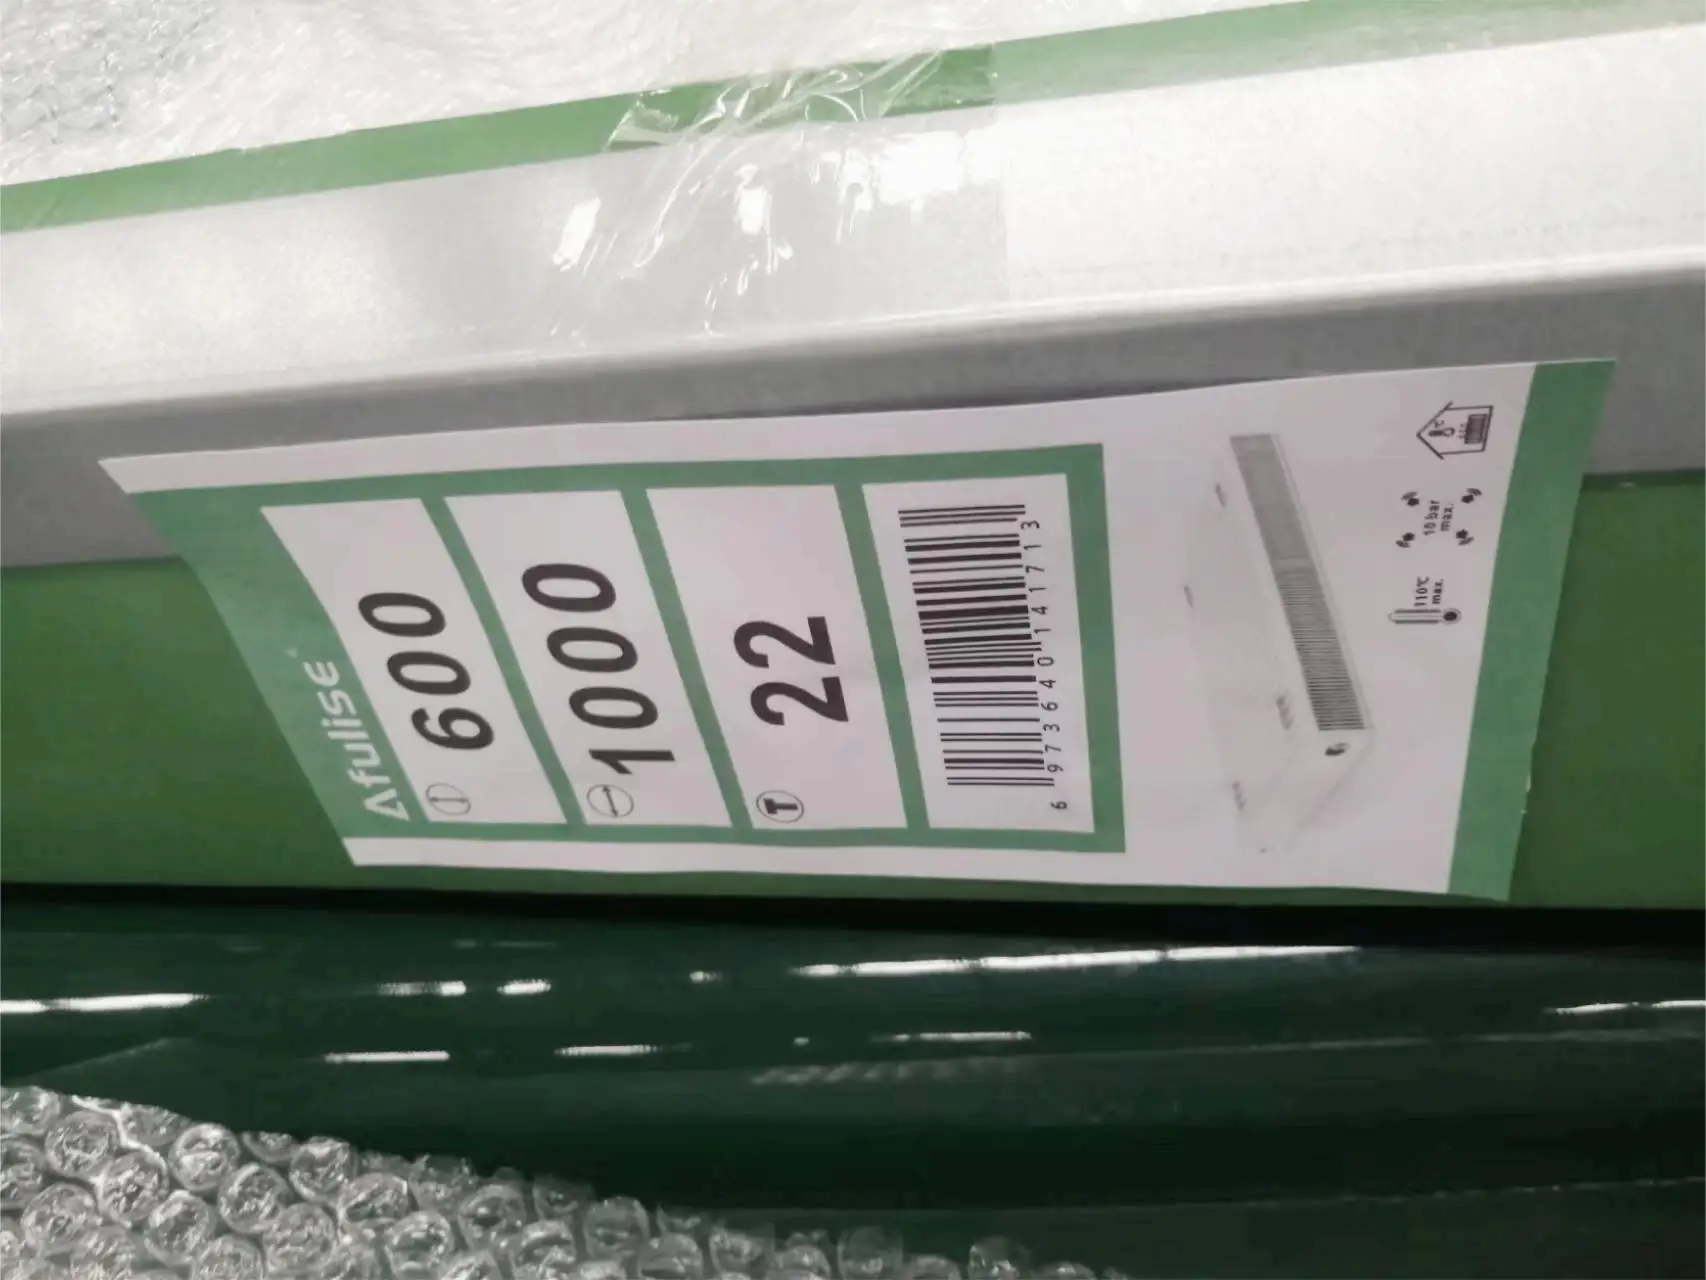 Afulise
600
1000
T 22
6 973640 141713
110℃ max.
10 bar max.
℃